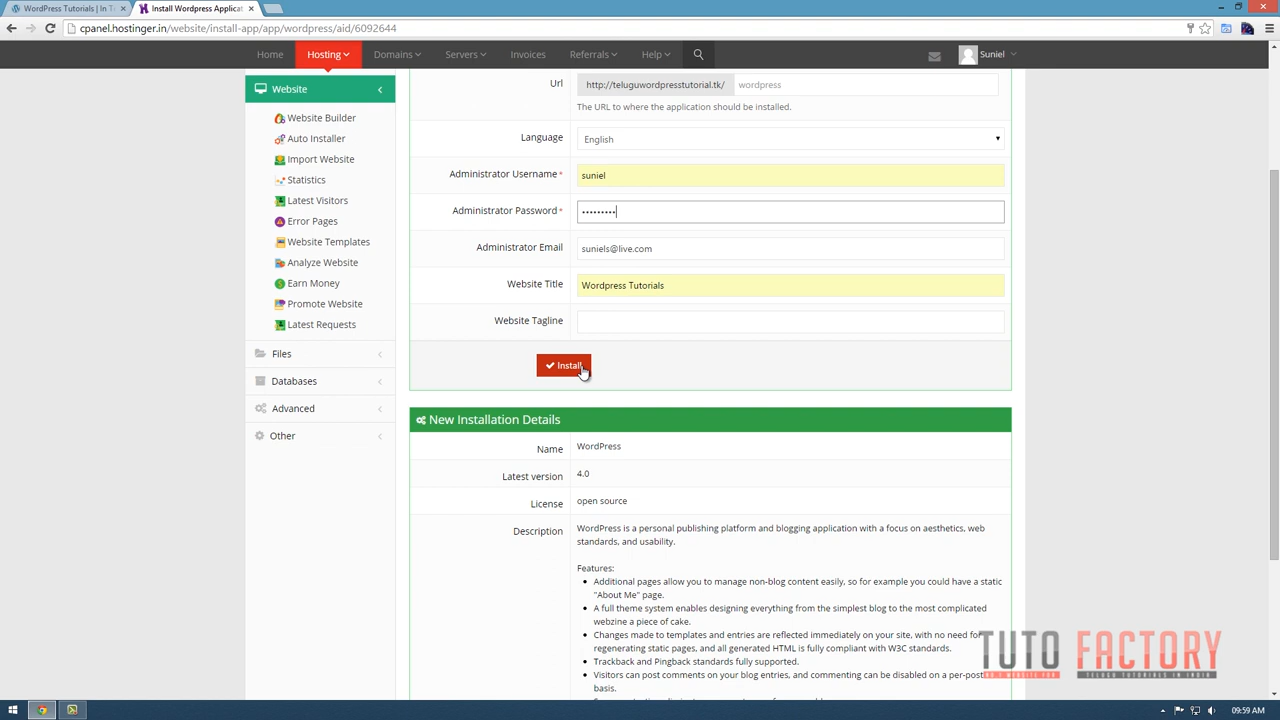 WordPress Tutorials | In T
Install Wordpress Applicat
cpanel.hostinger.in/website/install-app/app/wordpress/aid/6092644
Home Hosting Domains Servers Invoices Referrals Help Suniel
Website
Website Builder
Auto Installer
Import Website
Statistics
Latest Visitors
Error Pages
Website Templates
Analyze Website
Earn Money
Promote Website
Latest Requests
Files
Databases
Advanced
Other
Url http://teluguwordpresstutorial.tk/ wordpress
The URL to where the application should be installed.
Language English
Administrator Username* suniel
Administrator Password* •••••••••
Administrator Email suniels@live.com
Website Title Wordpress Tutorials
Website Tagline
Install
New Installation Details
Name WordPress
Latest version 4.0
License open source
Description WordPress is a personal publishing platform and blogging application with a focus on aesthetics, web
standards, and usability.
Features:
Additional pages allow you to manage non-blog content easily, so for example you could have a static
"About Me" page.
A full theme system enables designing everything from the simplest blog to the most complicated
webzine a piece of cake.
Changes made to templates and entries are reflected immediately on your site, with no need for
regenerating static pages, and all generated HTML is fully compliant with W3C standards.
Trackback and Pingback standards fully supported.
Visitors can post comments on your blog entries, and commenting can be disabled on a per-post
basis.
TUTO FACTORY
NO.1 WEBSITE FOR TELUGU TUTORIALS IN INDIA
09:59 AM